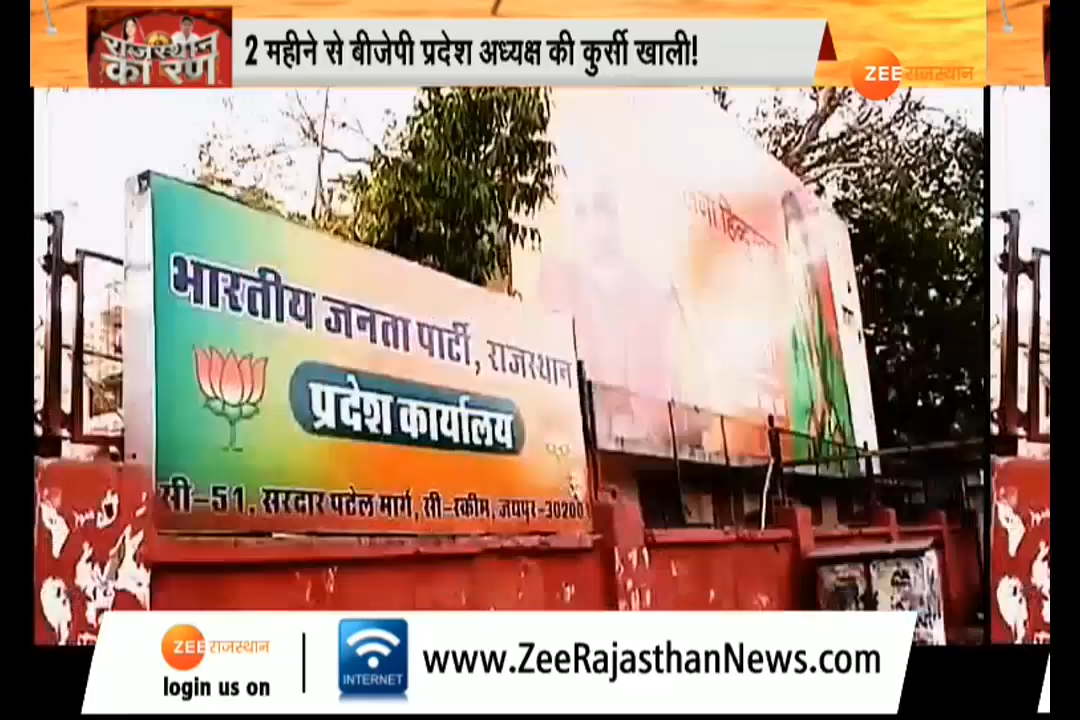 राजस्थान
का रण
2 महीने से बीजेपी प्रदेश अध्यक्ष की कुर्सी खाली!
ZEE राजस्थान
भारतीय जनता पार्टी, राजस्थान
प्रदेश कार्यालय
सी-51, सरदार पटेल मार्ग, सी-स्कीम, जयपुर-30200
ZEE राजस्थान
login us on
INTERNET
www.ZeeRajasthanNews.com